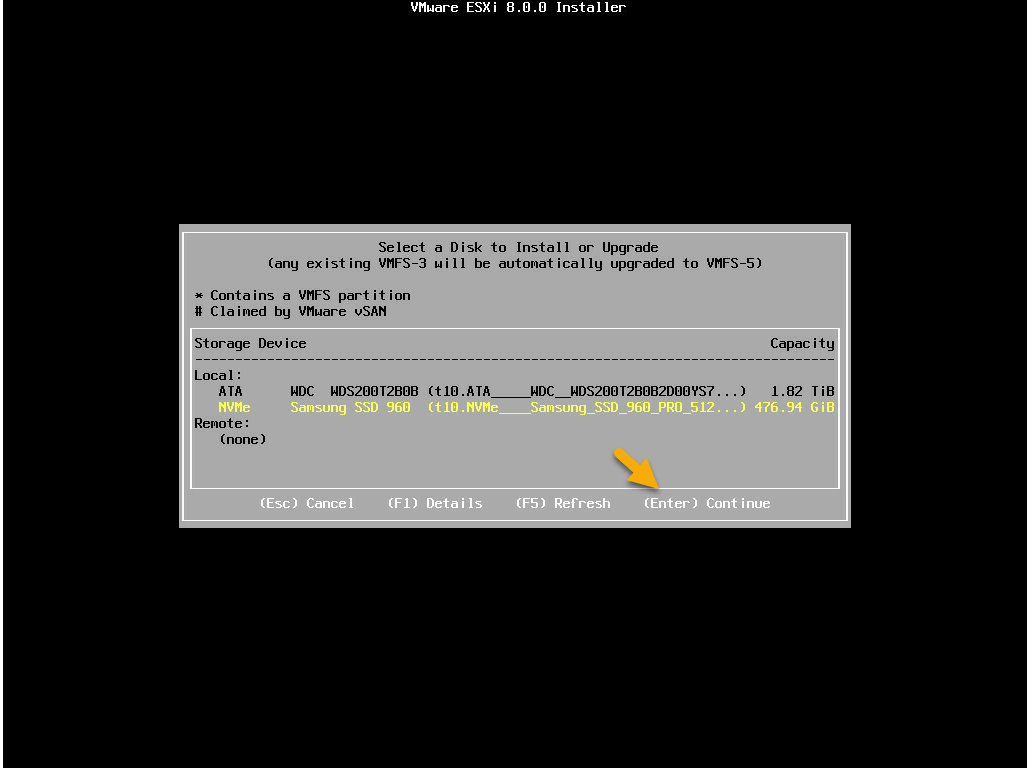 VMware ESXi 8.0.0 Installer
Select a Disk to Install or Upgrade
(any existing VMFS-3 will be automatically upgraded to VMFS-5)
* Contains a VMFS partition
# Claimed by VMware vSAN
Storage Device Capacity
--------------------------------------------------------------------------------
Local:
ATA WDC WDS200T2B0B (t10.ATA_____WDC__WDS200T2B0B2D00YS7...) 1.82 TiB
NVMe Samsung SSD 960 (t10.NVMe____Samsung_SSD_960_PRO_512...) 476.94 GiB
Remote:
(none)
(Esc) Cancel (F1) Details (F5) Refresh (Enter) Continue